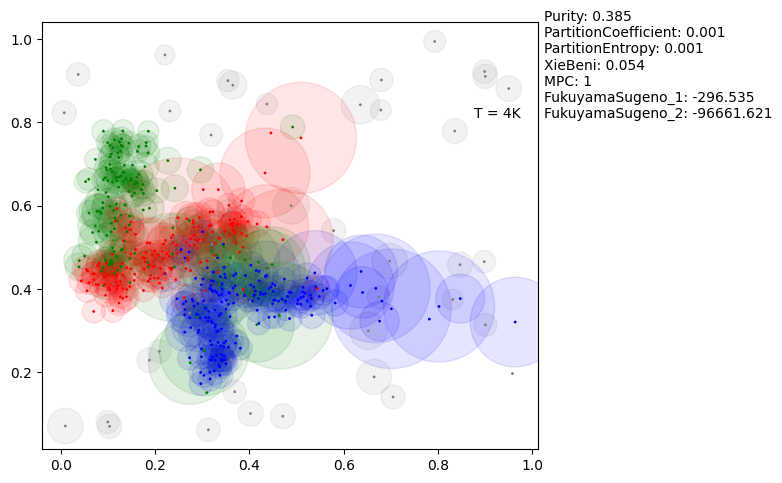 Purity: 0.385
PartitionCoefficient: 0.001
PartitionEntropy: 0.001
XieBeni: 0.054
MPC: 1
FukuyamaSugeno_1: -296.535
FukuyamaSugeno_2: -96661.621
T = 4K
1.0
0.8
0.6
0.4
0.2
0.0 0.2 0.4 0.6 0.8 1.0